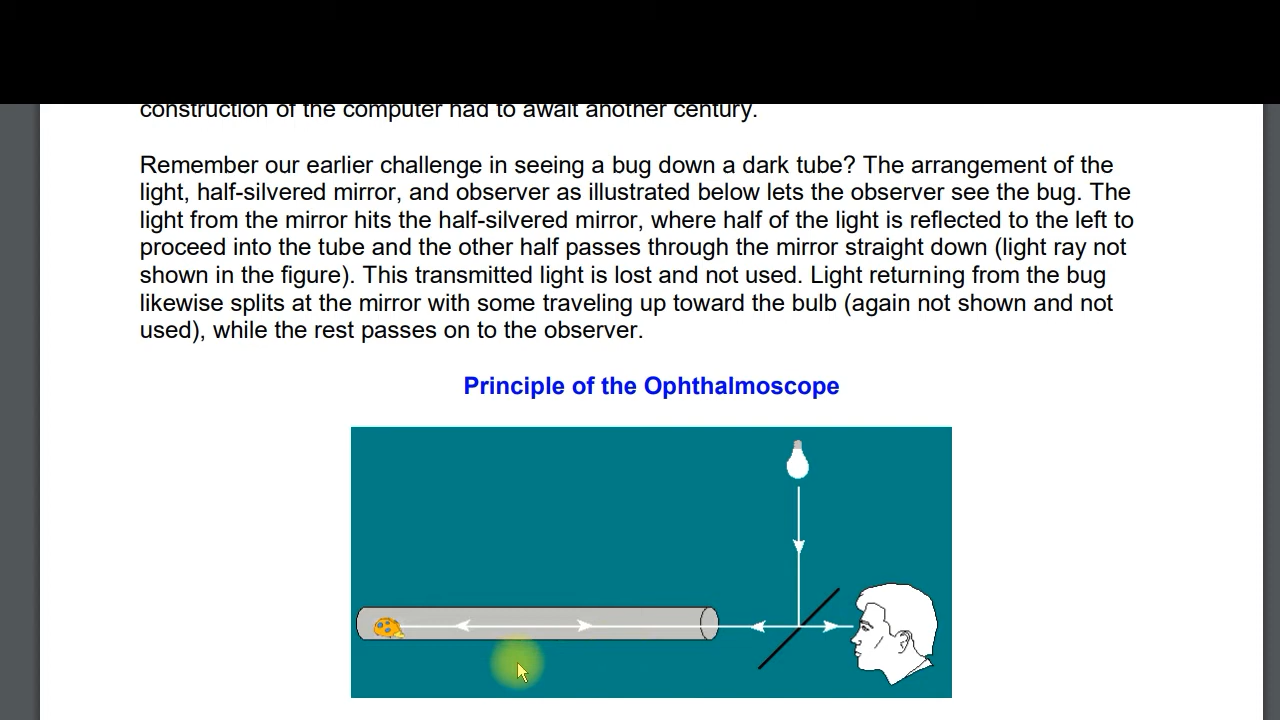 construction of the computer had to await another century.
Remember our earlier challenge in seeing a bug down a dark tube? The arrangement of the
light, half-silvered mirror, and observer as illustrated below lets the observer see the bug. The
light from the mirror hits the half-silvered mirror, where half of the light is reflected to the left to
proceed into the tube and the other half passes through the mirror straight down (light ray not
shown in the figure). This transmitted light is lost and not used. Light returning from the bug
likewise splits at the mirror with some traveling up toward the bulb (again not shown and not
used), while the rest passes on to the observer.
Principle of the Ophthalmoscope